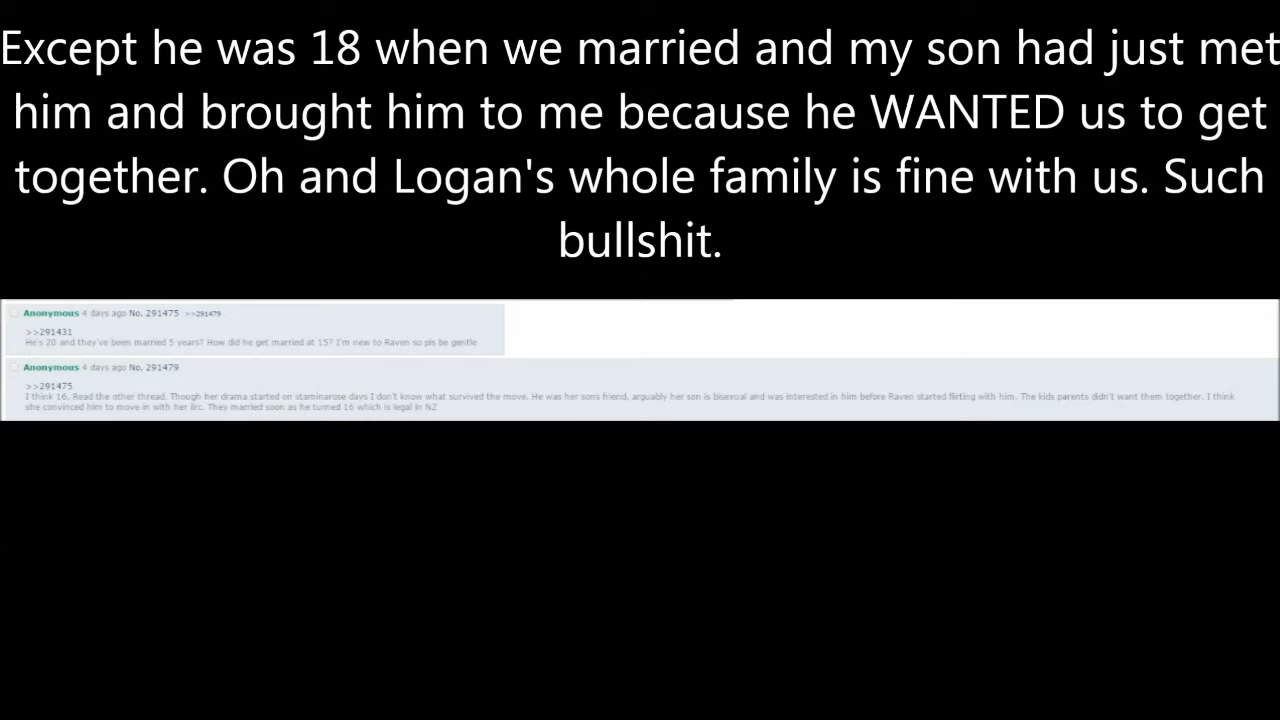 Except he was 18 when we married and my son had just met
him and brought him to me because he WANTED us to get
together. Oh and Logan's whole family is fine with us. Such
bullshit.
Anonymous 4 days ago No. 291475 >>291479
>>291431
He's 20 and they've been married 5 years? How did he get married at 15? I'm new to Raven so pls be gentle
Anonymous 4 days ago No. 291479
>>291475
I think 16. Read the other thread. Though her drama started on staminarose days I don't know what survived the move. He was her sons friend, arguably her son is bisexual and was interested in him before Raven started flirting with him. The kids parents didn't want them together. I think
she convinced him to move in with her iirc. They married soon as he turned 16 which is legal in NZ